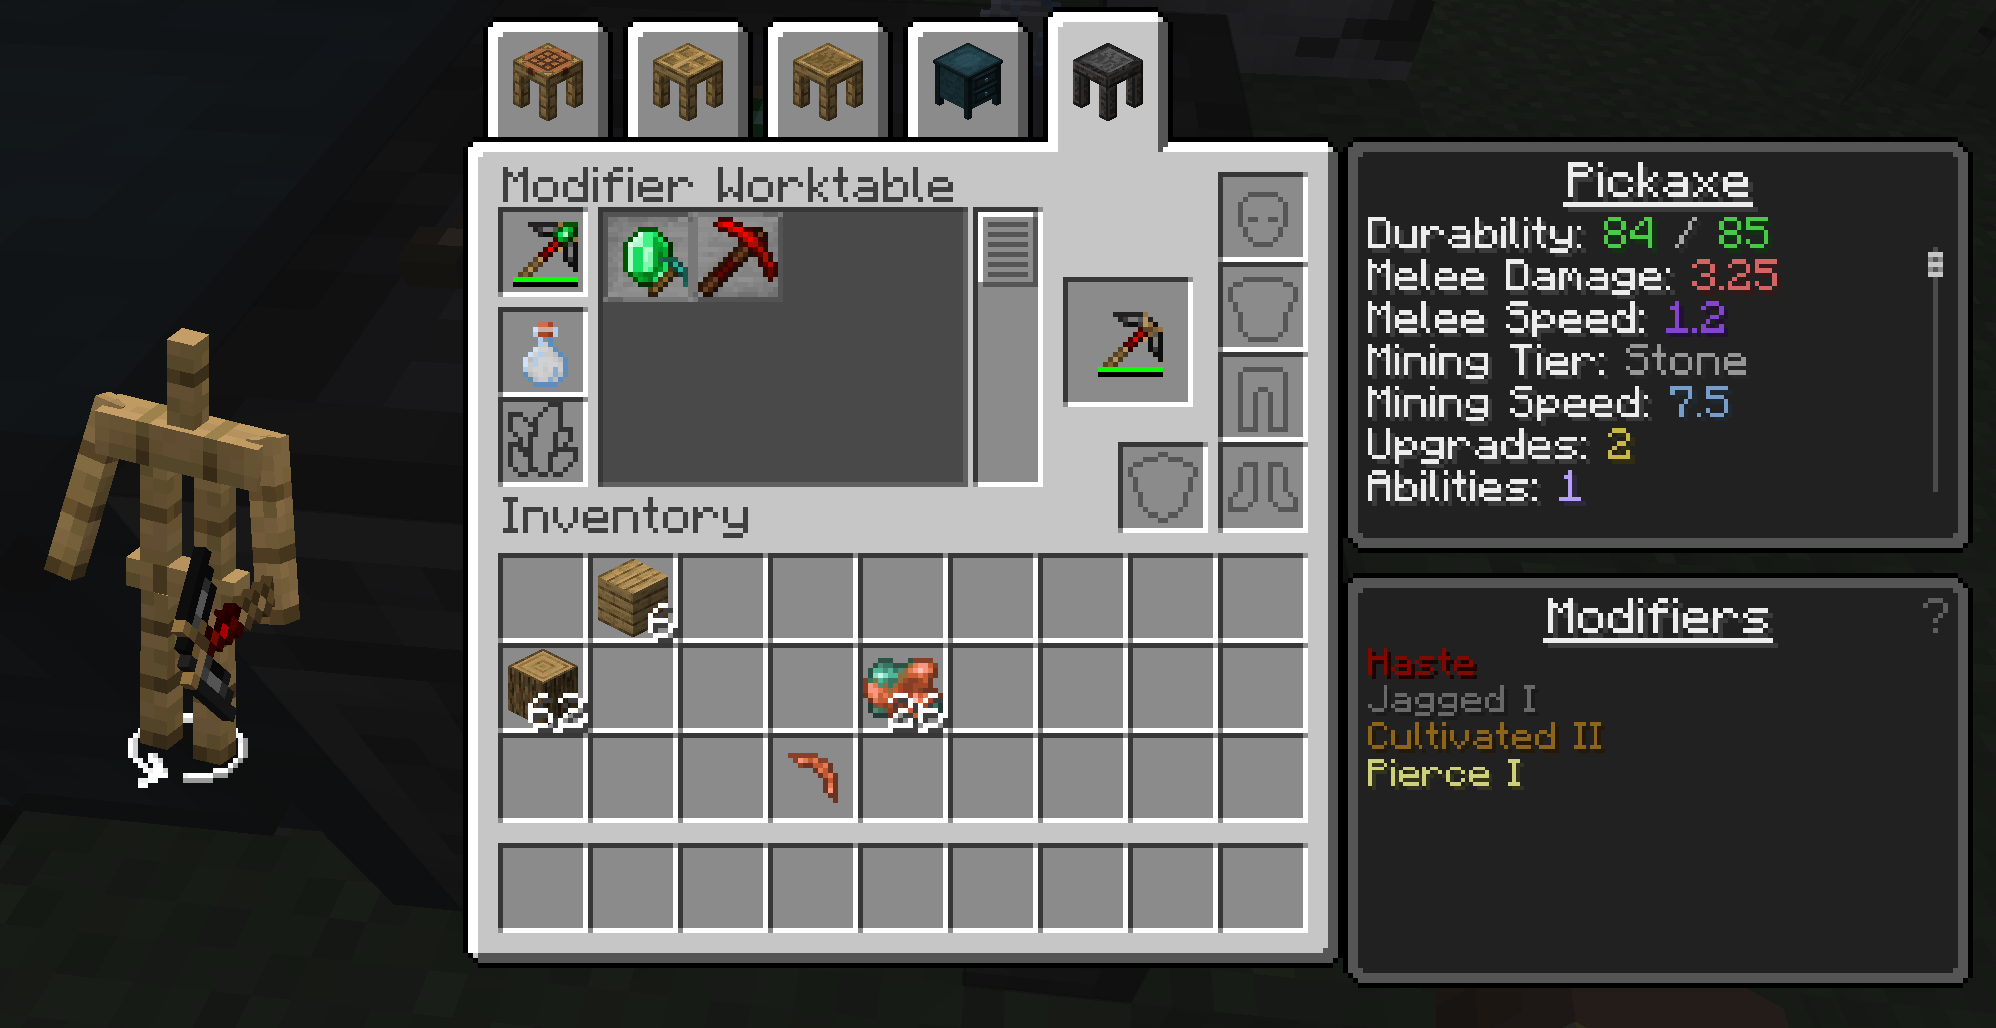 Modifier Worktable
Inventory
6
62
26
Pickaxe
Durability: 84 / 85
Melee Damage: 3.25
Melee Speed: 1.2
Mining Tier: Stone
Mining Speed: 7.5
Upgrades: 2
Abilities: 1
Modifiers
?
Haste
Jagged I
Cultivated II
Pierce I